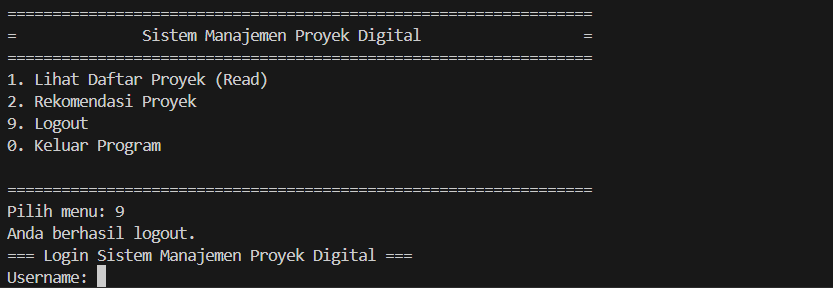 =================================================================
=              Sistem Manajemen Proyek Digital                  =
=================================================================
1. Lihat Daftar Proyek (Read)
2. Rekomendasi Proyek
9. Logout
0. Keluar Program

=================================================================
Pilih menu: 9
Anda berhasil logout.
=== Login Sistem Manajemen Proyek Digital ===
Username: